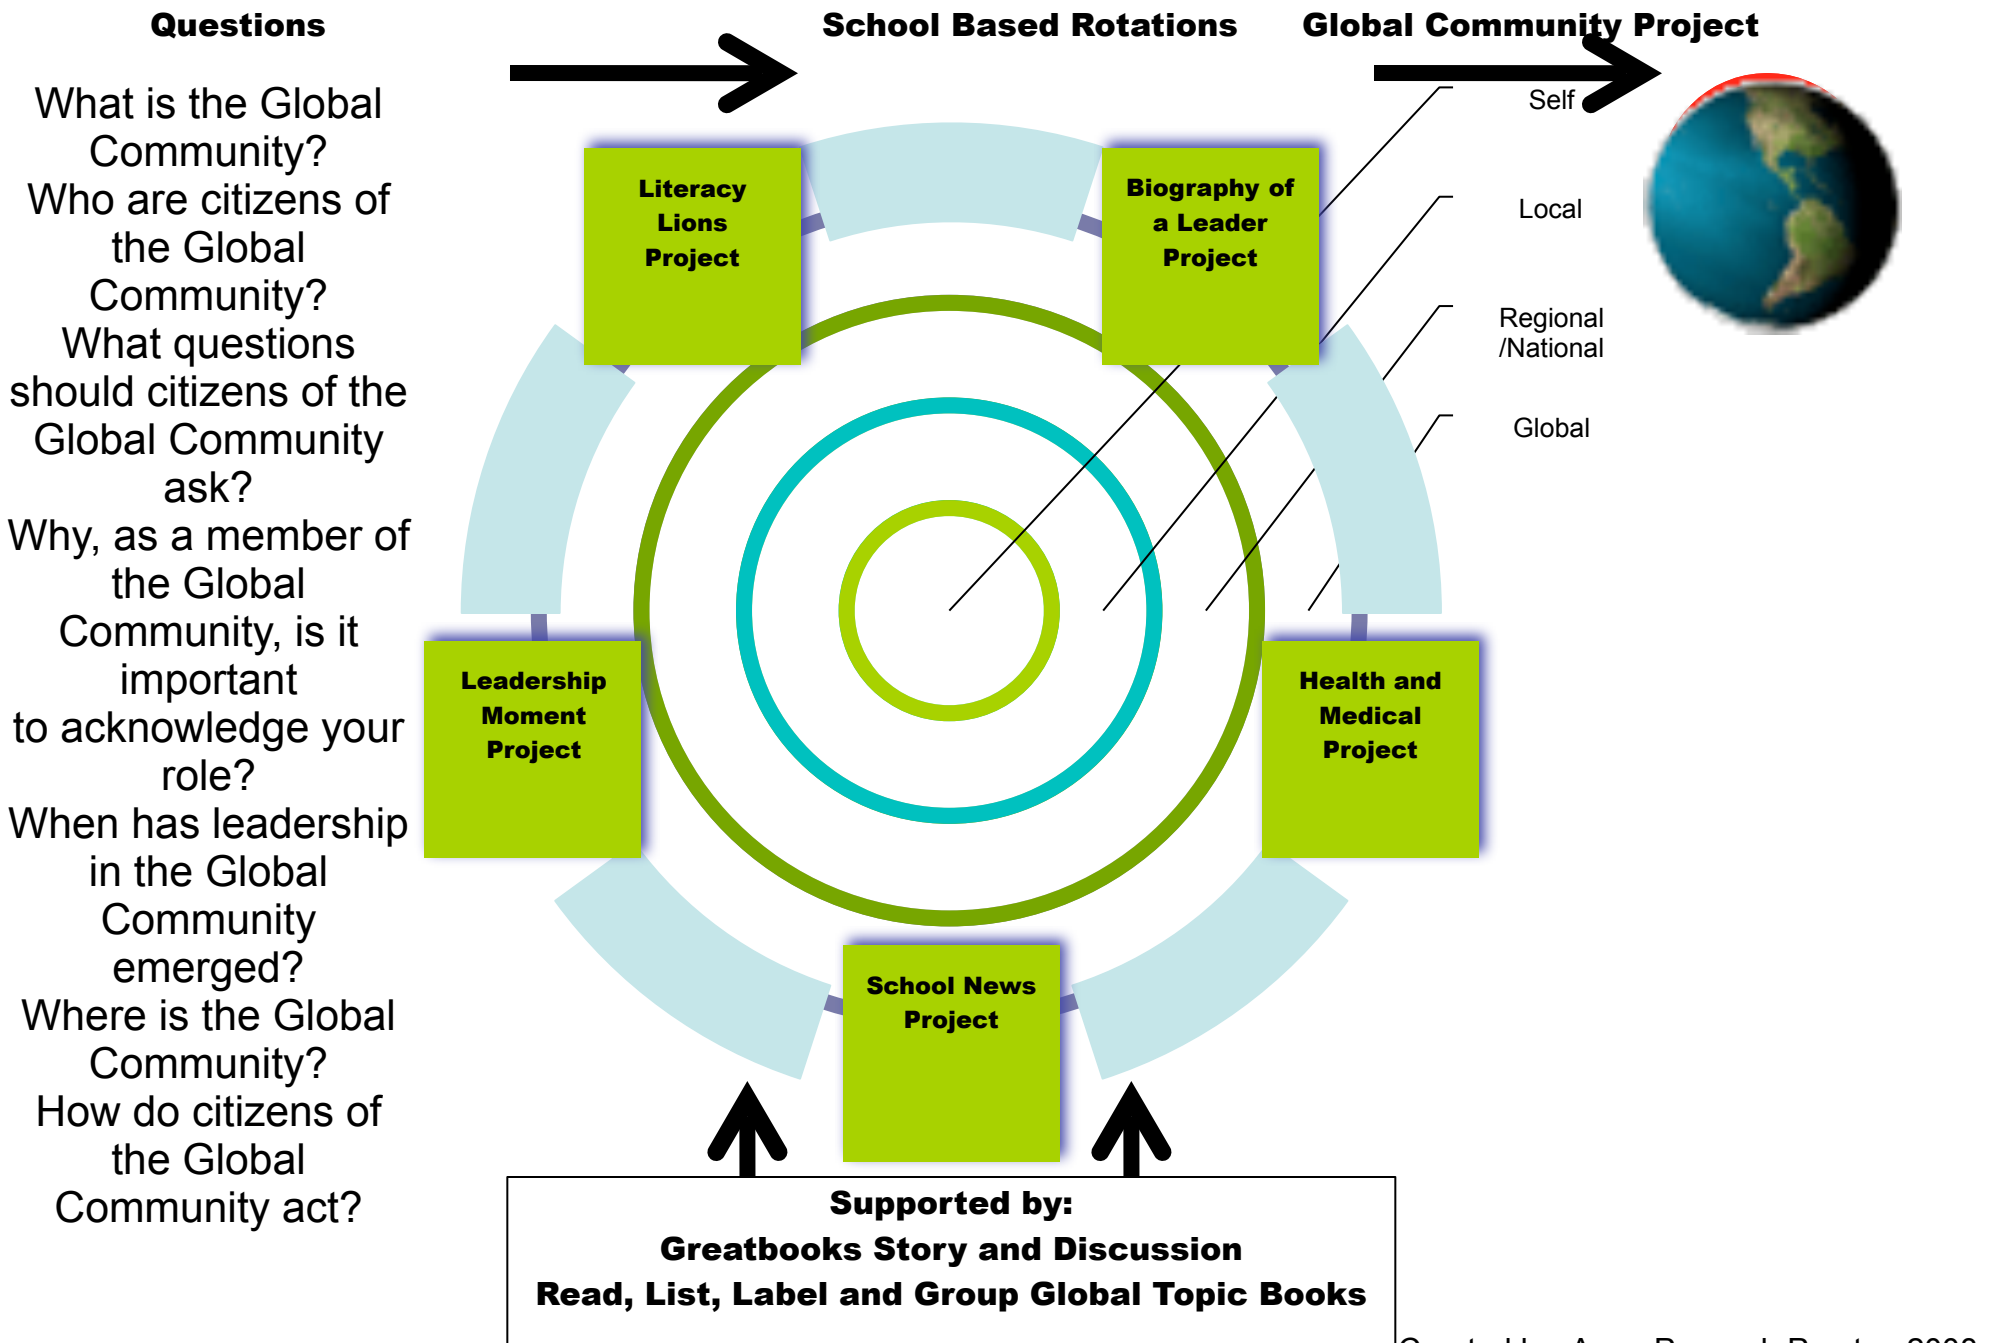 Questions
School Based Rotations
Global Community Project
What is the Global
Community?
Who are citizens of
the Global
Community?
What questions
should citizens of the
Global Community
ask?
Why, as a member of
the Global
Community, is it
important
to acknowledge your
role?
When has leadership
in the Global
Community
emerged?
Where is the Global
Community?
How do citizens of
the Global
Community act?
Literacy
Lions
Project
Biography of
a Leader
Project
Self
Local
Regional
/National
Global
Leadership
Moment
Project
Health and
Medical
Project
School News
Project
Supported by:
Greatbooks Story and Discussion
Read, List, Label and Group Global Topic Books